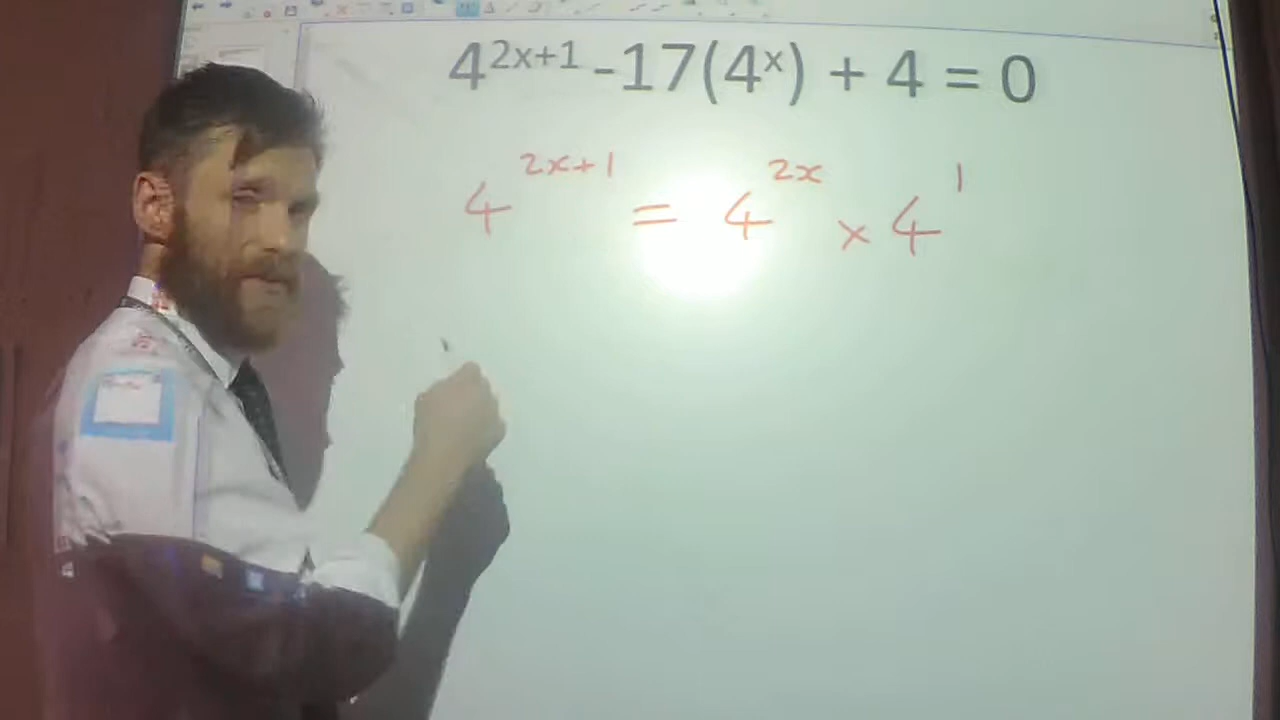 4^{2x+1} -17(4^x) + 4 = 0
4^{2x+1} = 4^{2x} × 4^1